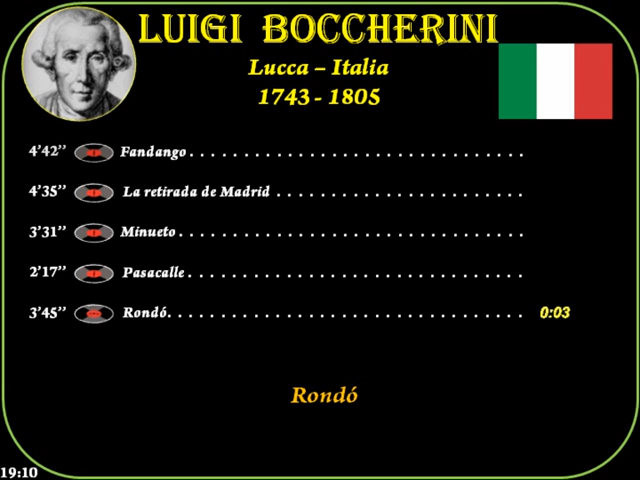 LUIGI BOCCHERINI
Lucca – Italia
1743 - 1805
4’42’’ Fandango . . . . . . . . . . . . . . . . . . . . . . . . . . . . . . .
4’35’’ La retirada de Madrid . . . . . . . . . . . . . . . . . . . . . . .
3’31’’ Minueto . . . . . . . . . . . . . . . . . . . . . . . . . . . . . . . .
2’17’’ Pasacalle . . . . . . . . . . . . . . . . . . . . . . . . . . . . . . .
3’45’’ Rondó. . . . . . . . . . . . . . . . . . . . . . . . . . . . . . . . . 0:03
Rondó
19:10